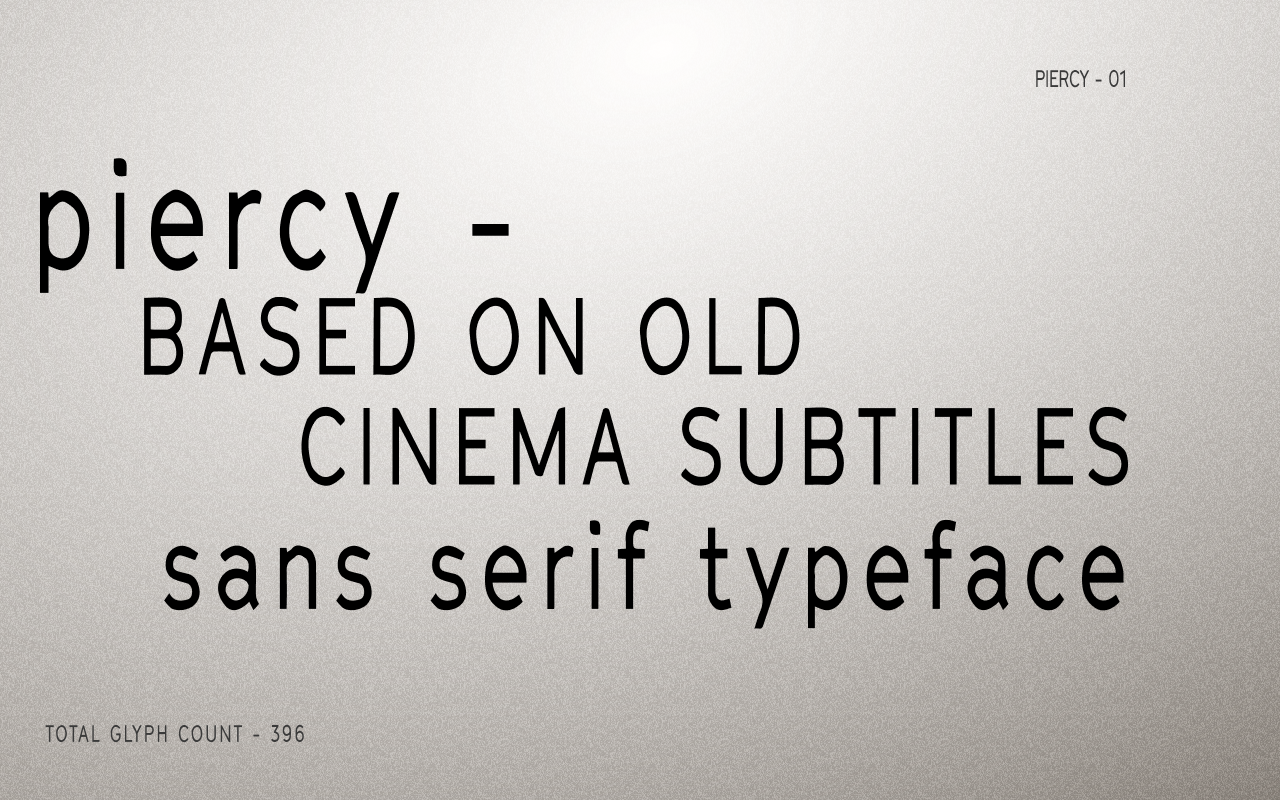 PIERCY - 01
piercy -
BASED ON OLD
CINEMA SUBTITLES
sans serif typeface
TOTAL GLYPH COUNT - 396